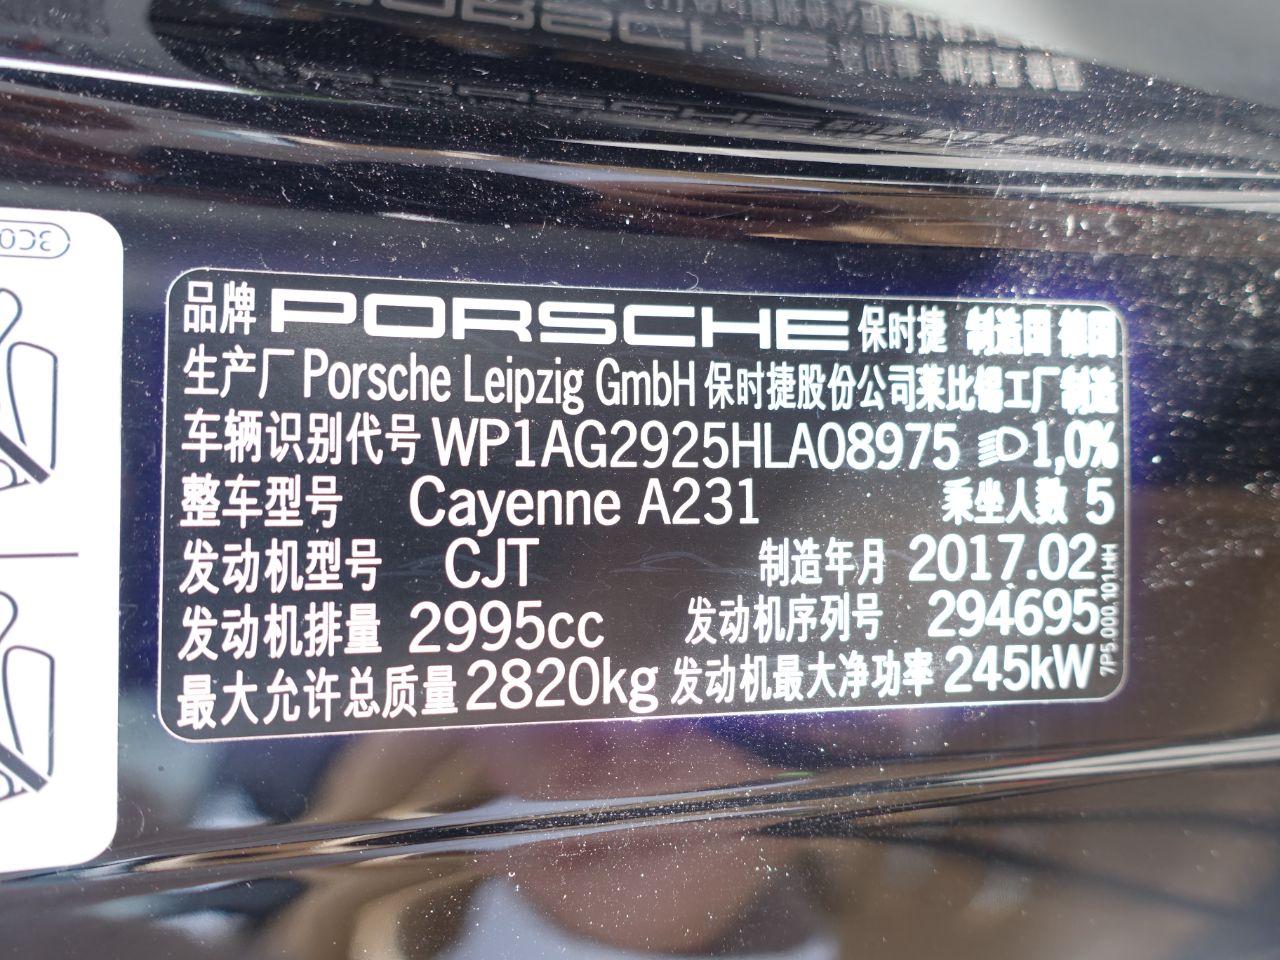 品牌 PORSCHE 保时捷 制造国 德国
生产厂 Porsche Leipzig GmbH 保时捷股份公司莱比锡工厂制造
车辆识别代号 WP1AG2925HLA08975 1,0%
整车型号 Cayenne A231 乘坐人数 5
发动机型号 CJT 制造年月 2017.02
发动机排量 2995cc 发动机序列号 294695
最大允许总质量 2820kg 发动机最大净功率 245kW
7P5.000.101.HH